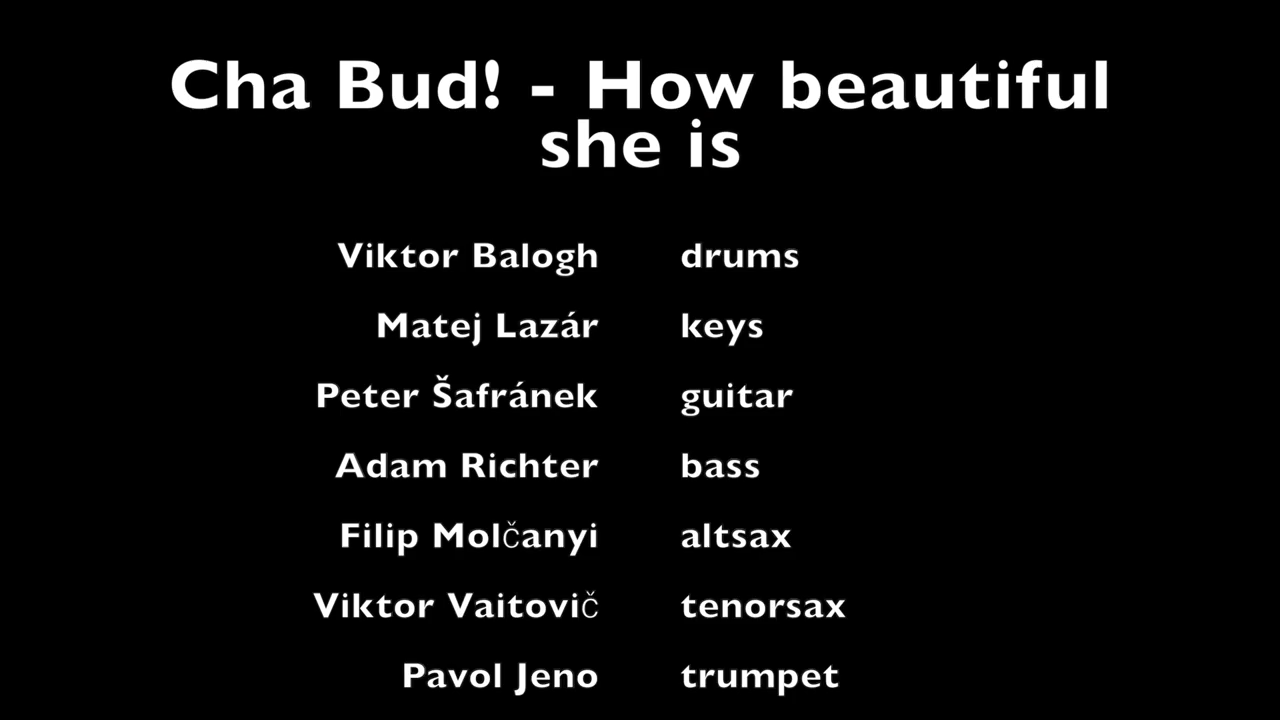 Cha Bud! - How beautiful
she is
Viktor Balogh drums
Matej Lazár keys
Peter Šafránek guitar
Adam Richter bass
Filip Molčanyi altsax
Viktor Vaitovič tenorsax
Pavol Jeno trumpet